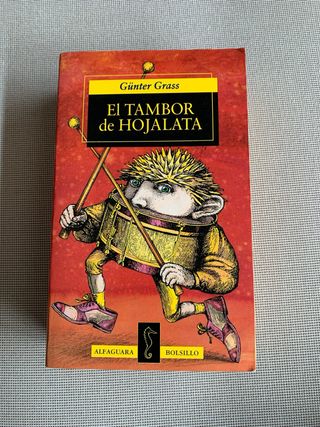 Günter Grass
El TAMBOR
de HOJALATA
ALFAGUARA BOLSILLO